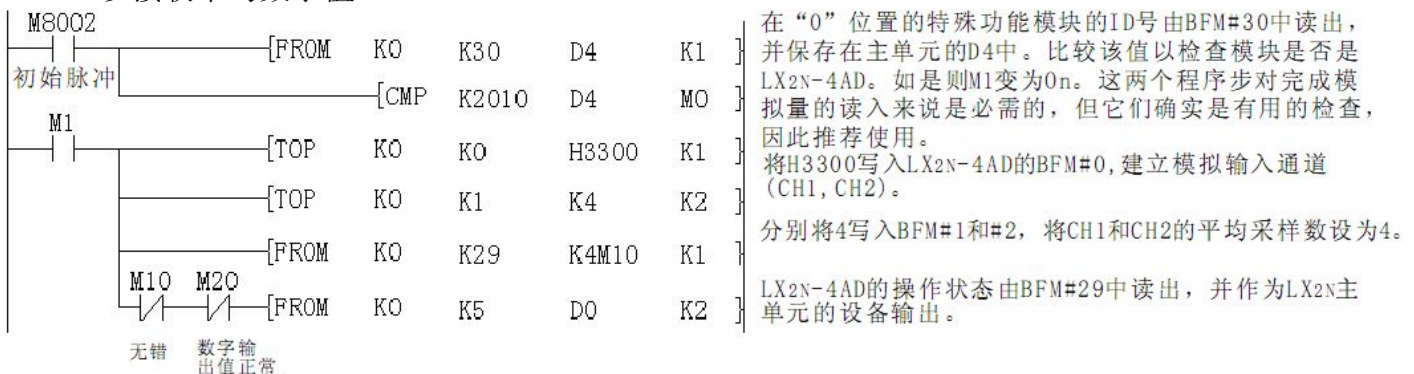 M8002
[FROM K0 K30 D4 K1 ]
初始脉冲
[CMP K2010 D4 M0 ]
M1
[TOP K0 K0 H3300 K1 ]
[TOP K0 K1 K4 K2 ]
[FROM K0 K29 K4M10 K1 ]
M10 M20
[FROM K0 K5 D0 K2 ]
无错
数字输
出值正常
在“0”位置的特殊功能模块的ID号由BFM#30中读出，
并保存在主单元的D4中。比较该值以检查模块是否是
LX2N-4AD。如是则M1变为On。这两个程序步对完成模
拟量的读入来说是必需的，但它们确实是有用的检查，
因此推荐使用。
将H3300写入LX2N-4AD的BFM#0,建立模拟输入通道
(CH1,CH2)。
分别将4写入BFM#1和#2，将CH1和CH2的平均采样数设为4。
LX2N-4AD的操作状态由BFM#29中读出，并作为LX2N主
单元的设备输出。